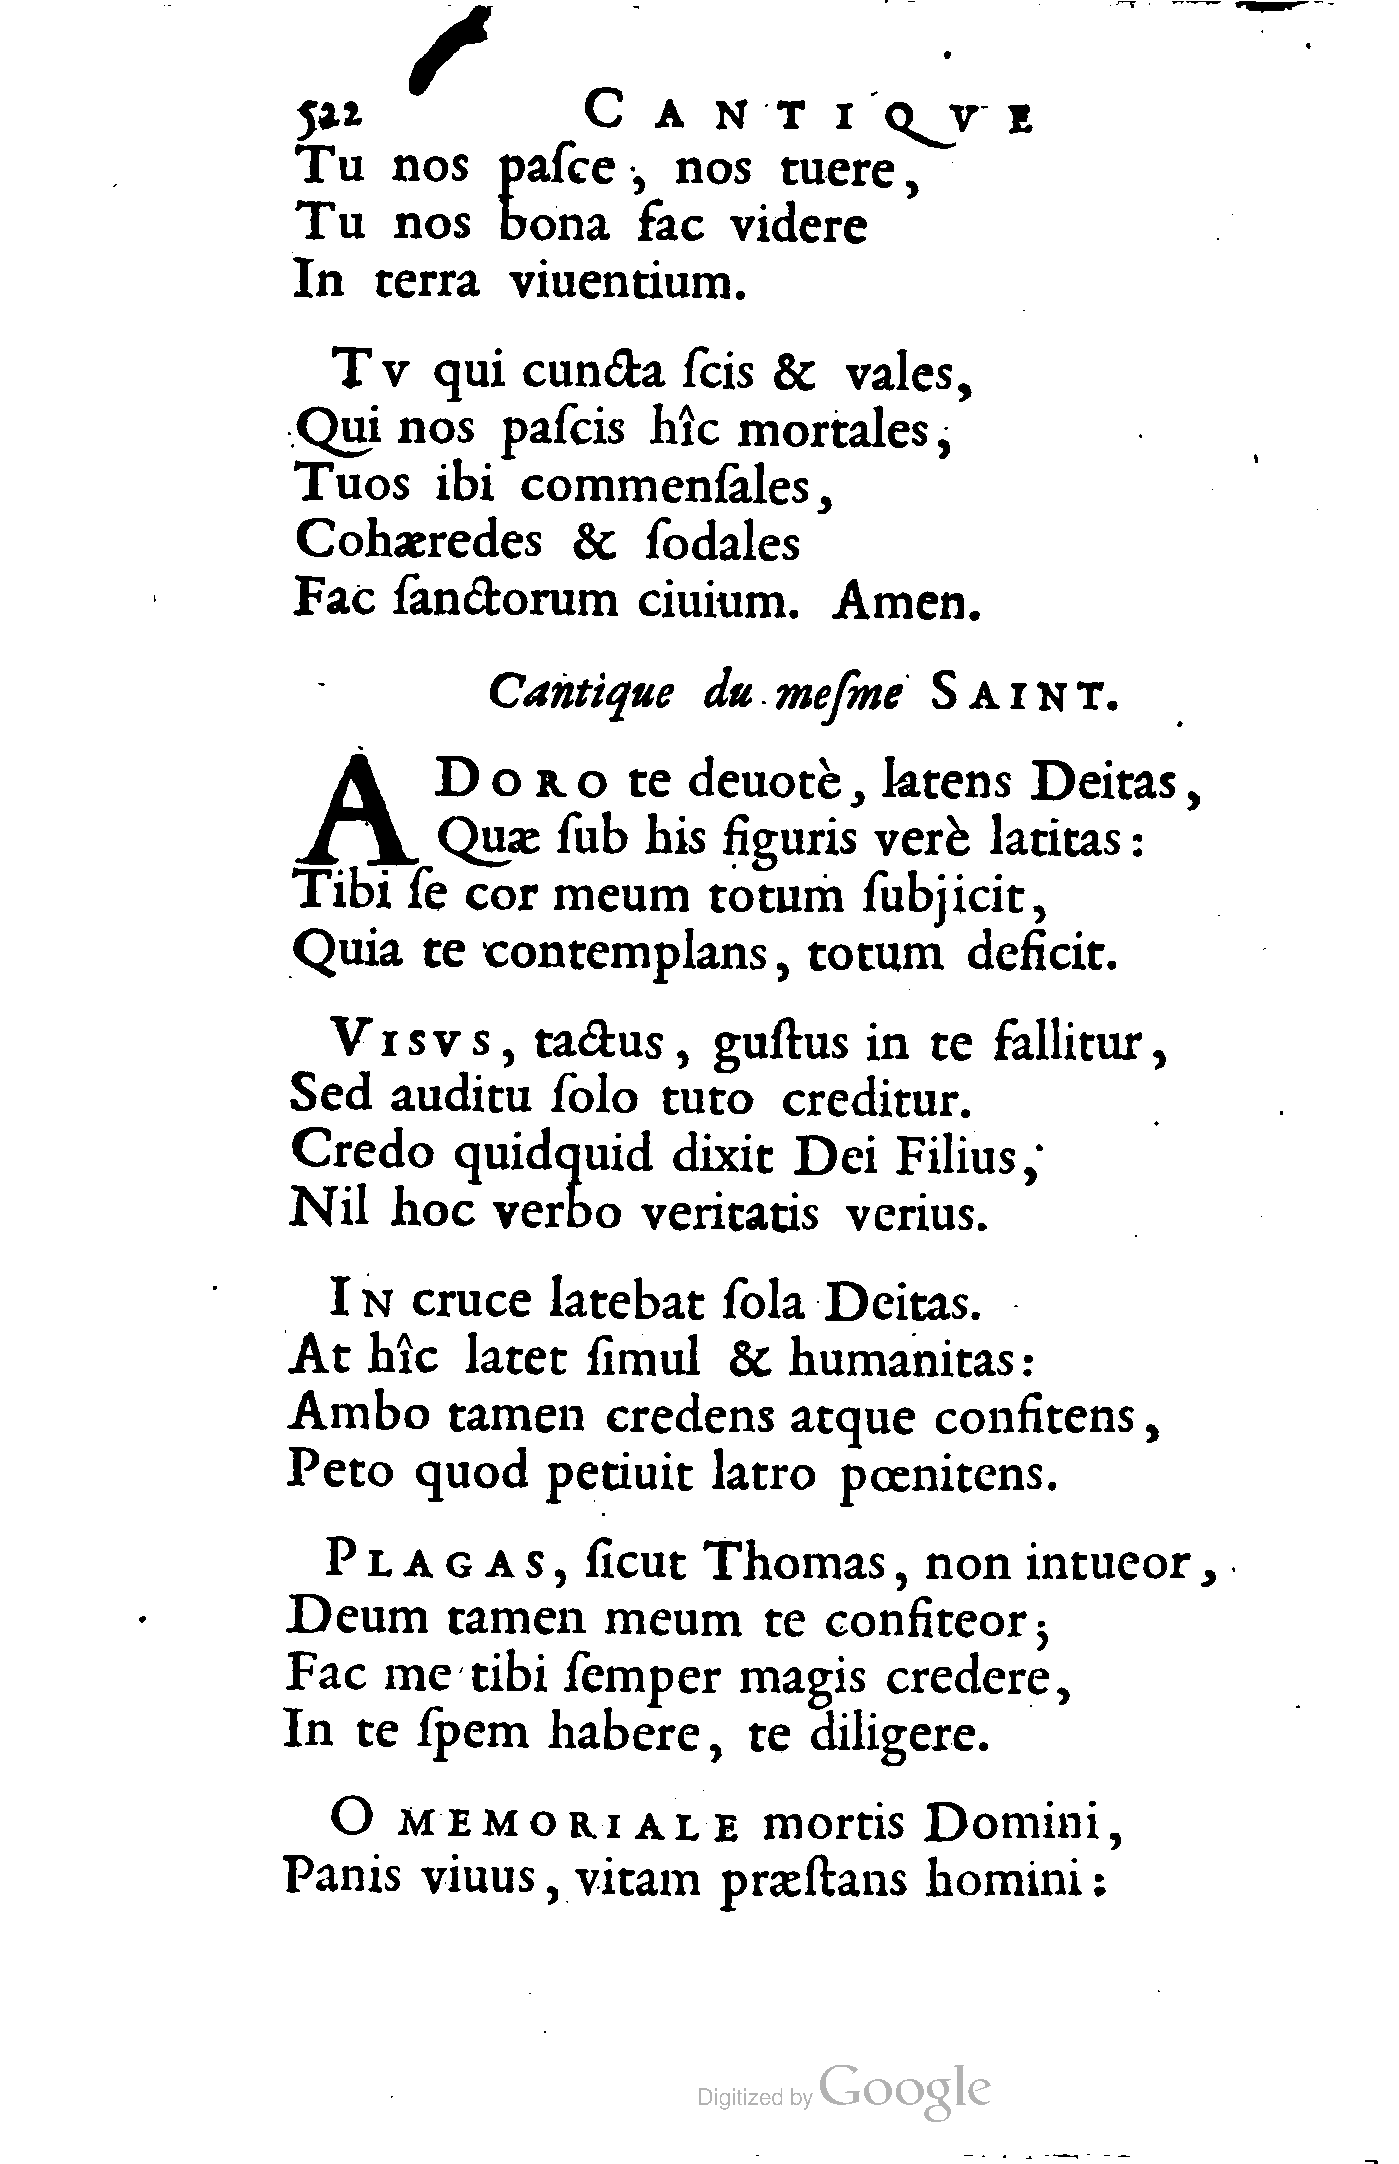 522 CANTIQVE
Tu nos paſce, nos tuere,
Tu nos bona fac videre
In terra viuentium.
TV qui cuncta ſcis & vales,
Qui nos paſcis hîc mortales,
Tuos ibi commenſales,
Cohæredes & ſodales
Fac ſanctorum ciuium. Amen.
Cantique du meſme SAINT.
ADORO te deuotè, latens Deitas,
Quæ ſub his figuris verè latitas:
Tibi ſe cor meum totum ſubjicit,
Quia te contemplans, totum deficit.
VISVS, tactus, guſtus in te fallitur,
Sed auditu ſolo tuto creditur.
Credo quidquid dixit Dei Filius,
Nil hoc verbo veritatis verius.
IN cruce latebat ſola Deitas.
At hîc latet ſimul & humanitas:
Ambo tamen credens atque confitens,
Peto quod petiuit latro pœnitens.
PLAGAS, ſicut Thomas, non intueor,
Deum tamen meum te confiteor;
Fac me tibi ſemper magis credere,
In te ſpem habere, te diligere.
O MEMORIALE mortis Domini,
Panis viuus, vitam præſtans homini:
Digitized by Google